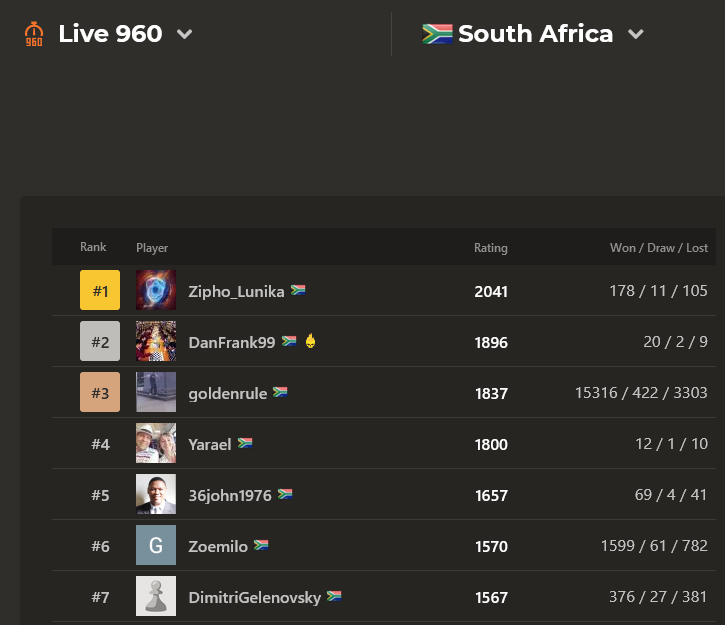 960 Live 960 South Africa
Rank Player Rating Won / Draw / Lost
#1 Zipho_Lunika 2041 178 / 11 / 105
#2 DanFrank99 1896 20 / 2 / 9
#3 goldenrule 1837 15316 / 422 / 3303
#4 Yarael 1800 12 / 1 / 10
#5 36john1976 1657 69 / 4 / 41
#6 G Zoemilo 1570 1599 / 61 / 782
#7 DimitriGelenovsky 1567 376 / 27 / 381